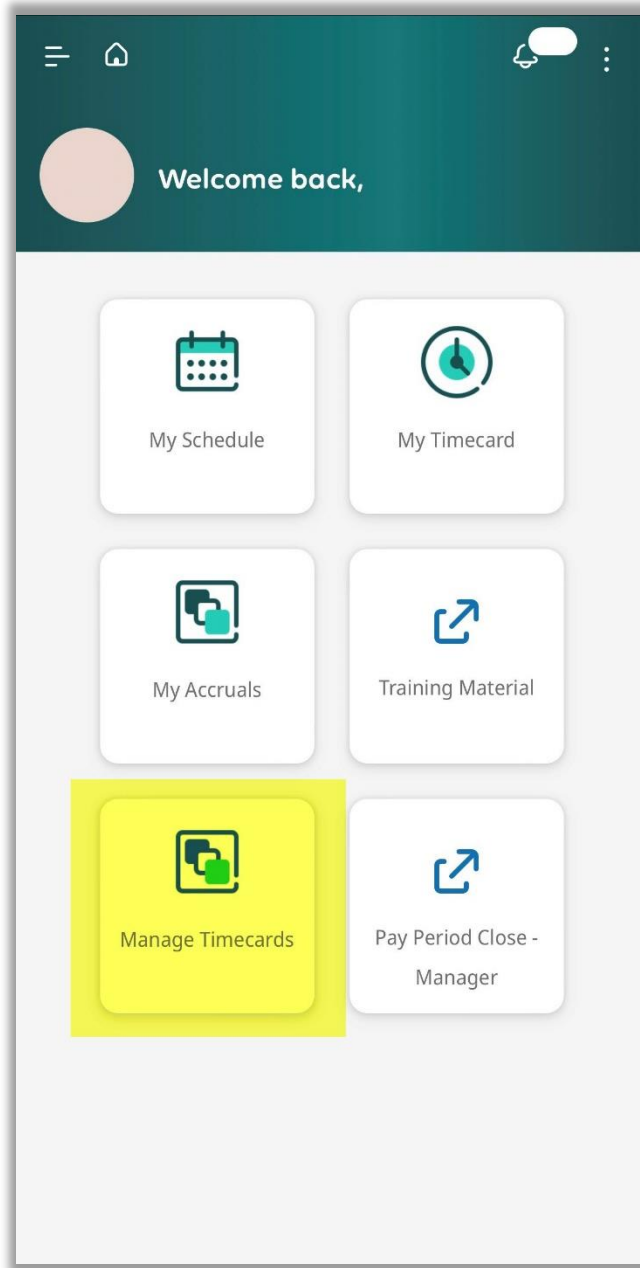 Welcome back,
My Schedule
My Timecard
My Accruals
Training Material
Manage Timecards
Pay Period Close -
Manager